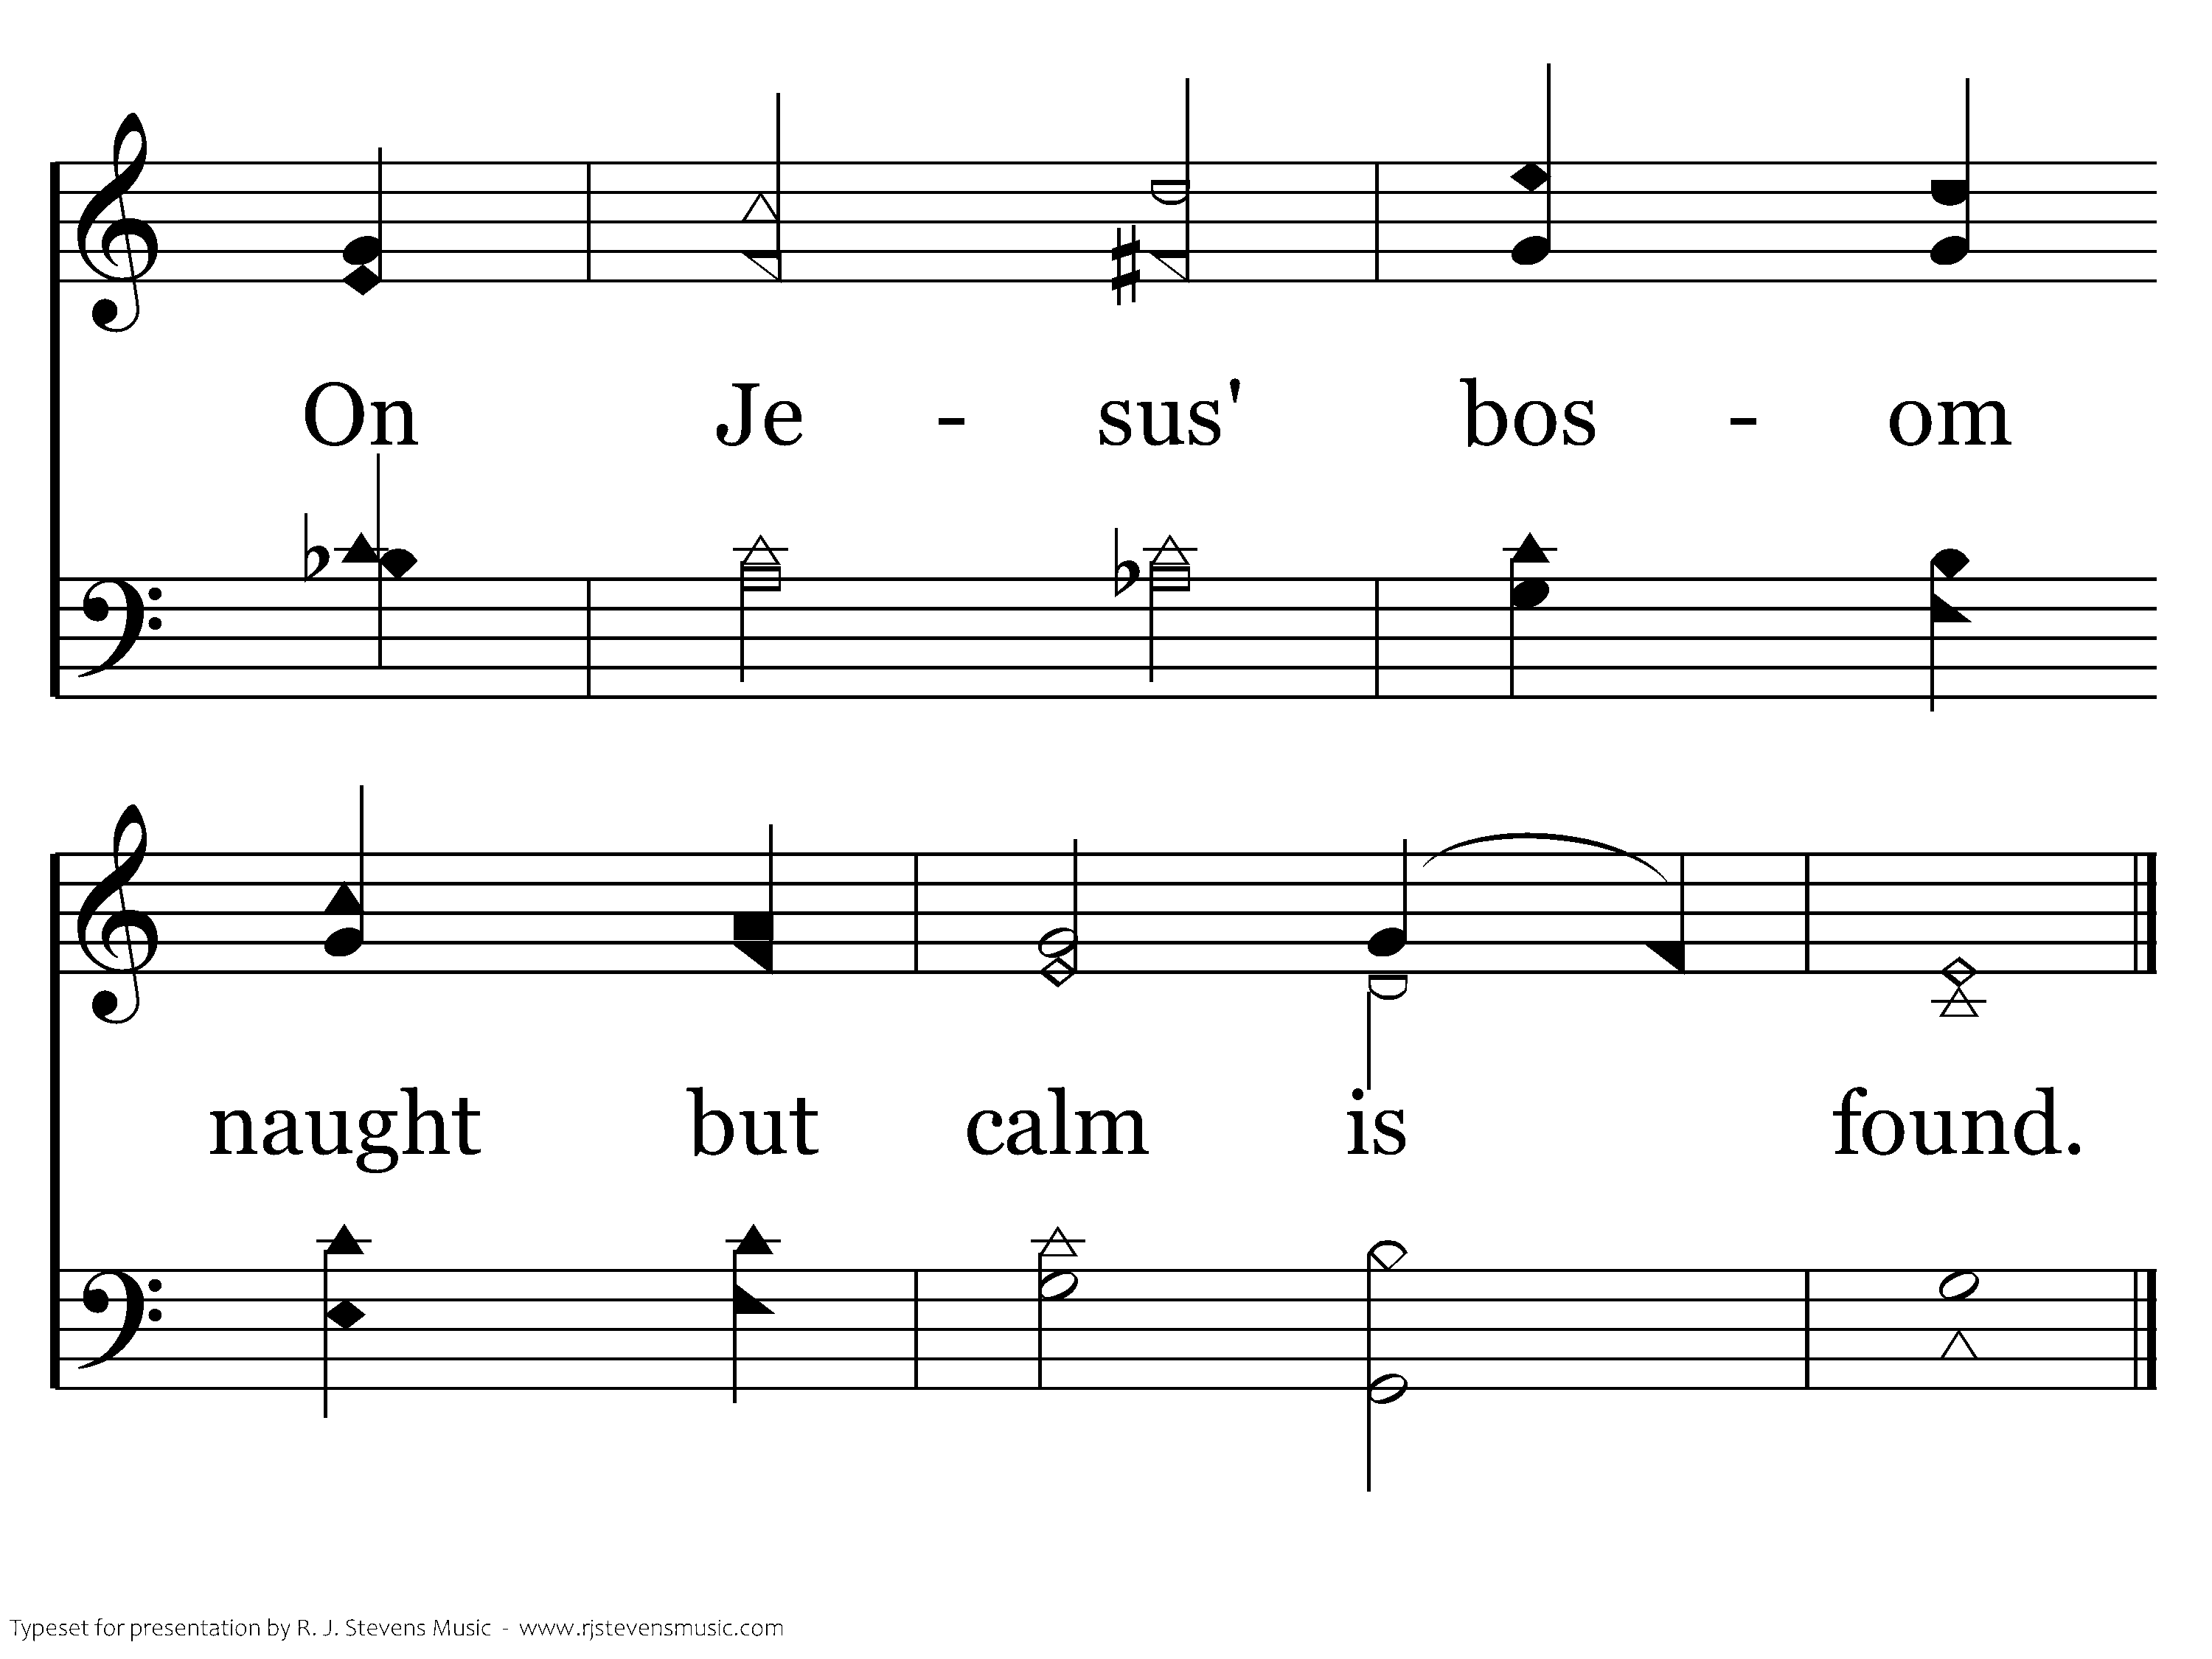 On Je - sus' bos - om
naught but calm is found.
Typeset for presentation by R. J. Stevens Music - www.rjstevensmusic.com